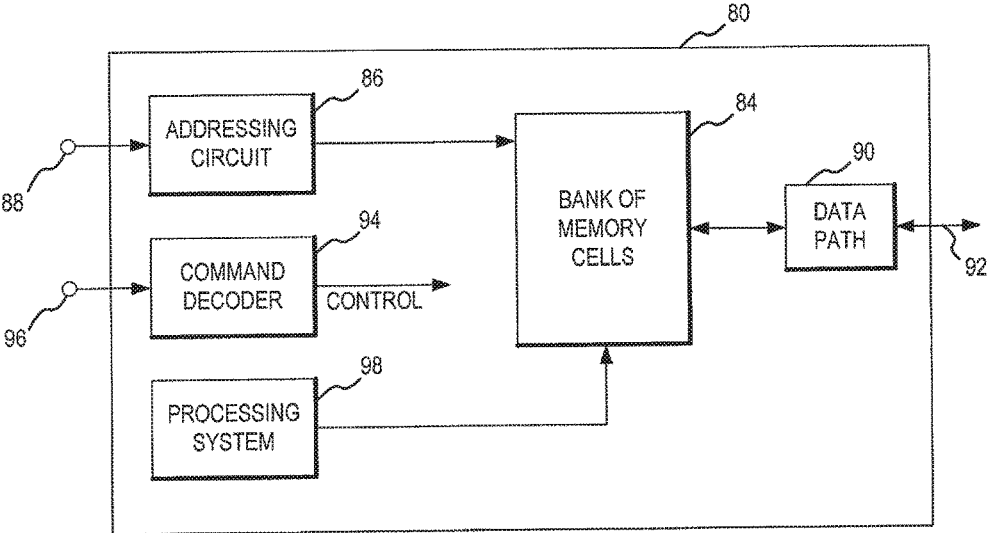 80
86
ADDRESSING
CIRCUIT
88
84
BANK OF
MEMORY
CELLS
90
DATA
PATH
92
94
COMMAND
DECODER
CONTROL
96
98
PROCESSING
SYSTEM